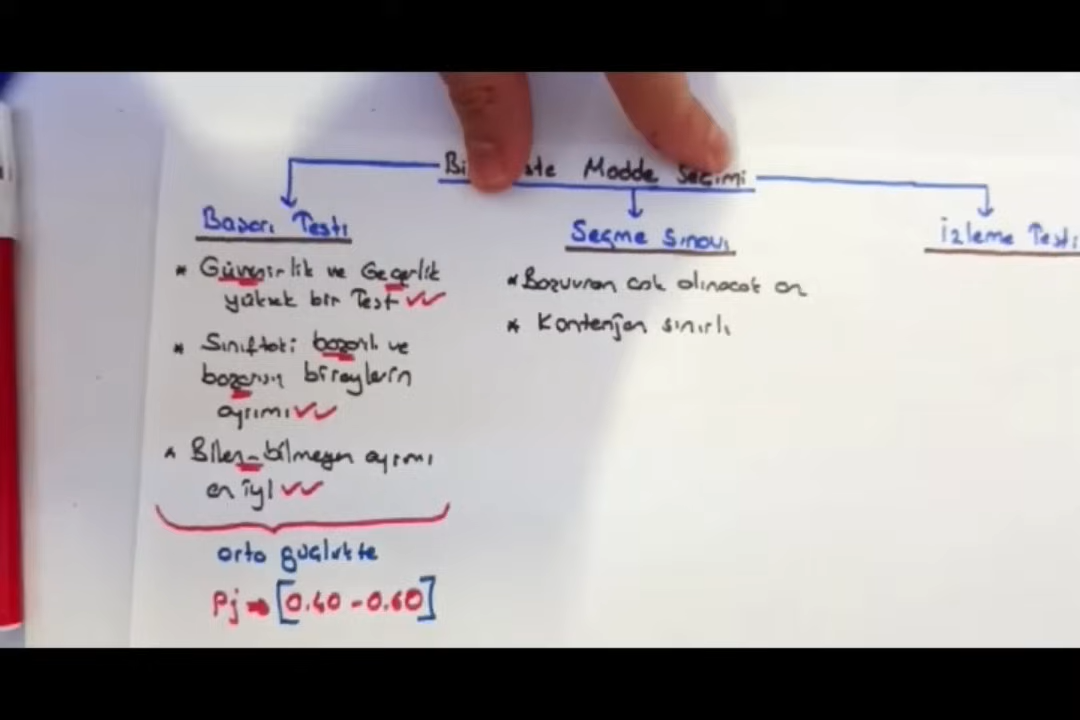 Madde Seçimi
Başarı Testi
* Güvenirlik ve Geçerlik
yüksek bir Test ✓✓
* Sınıftaki başarılı ve
başarısız bireylerin
ayrımı ✓✓
* Bilen-bilmeyen ayrımı
en iyi ✓✓
orta güçlükte
Pj → [0.40 - 0.60]
Seçme Sınavı
* Başvuran çok alınacak az
* Kontenjan sınırlı
İzleme Testi